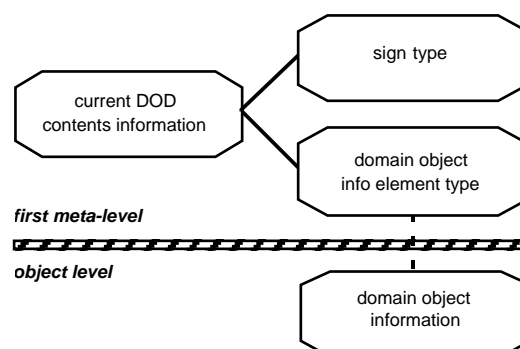 sign type
current DOD
contents information
domain object
info element type
first meta-level
object level
domain object
information